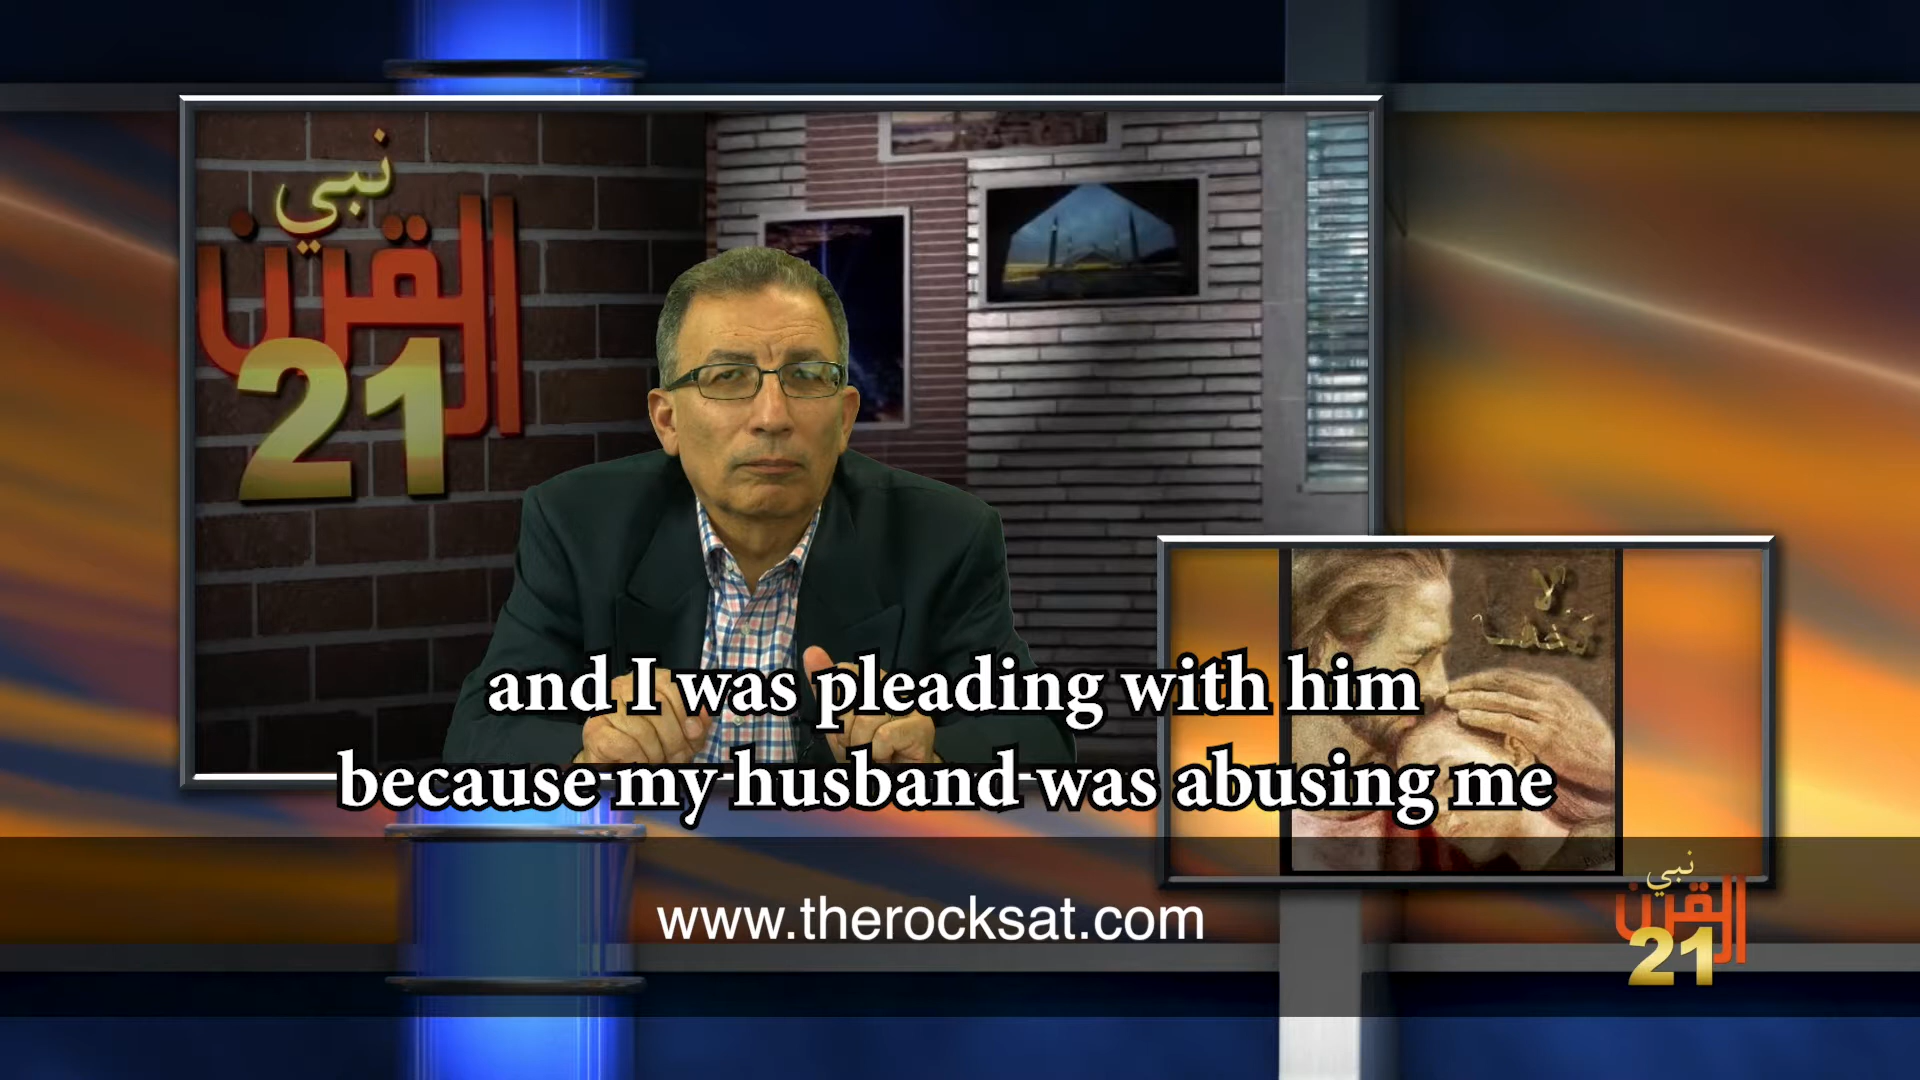 نبي
القرن
21
لا تخف
and I was pleading with him
because my husband was abusing me
www.therocksat.com
نبي
القرن
21